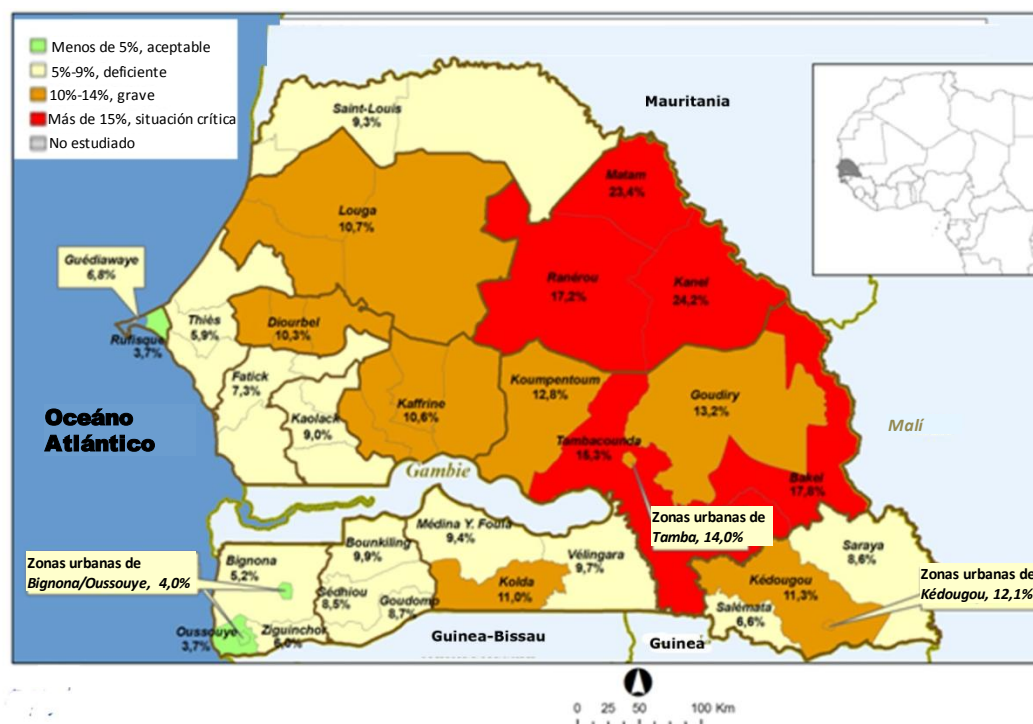 Menos de 5%, aceptable
5%-9%, deficiente
10%-14%, grave
Más de 15%, situación crítica
No estudiado
Mauritania
Saint-Louis
9,3%
Matam
23,4%
Louga
10,7%
Guédiawaye
6,8%
Ranérou
17,2%
Kanel
24,2%
Rufisque
3,7%
Thiès
5,9%
Diourbel
10,3%
Fatick
7,3%
Kaolack
9,0%
Kaffrine
10,6%
Koumpentoum
12,8%
Goudiry
13,2%
Oceáno
Atlántico
Malí
Tambacounda
15,3%
Gambie
Bakel
17,8%
Zonas urbanas de
Tamba, 14,0%
Médina Y. Foula
9,4%
Bounkiling
9,9%
Vélingara
9,7%
Saraya
8,6%
Zonas urbanas de
Bignona/Oussouye, 4,0%
Bignona
5,2%
Sédhiou
8,5%
Goudomp
8,7%
Kolda
11,0%
Kédougou
11,3%
Zonas urbanas de
Kédougou, 12,1%
Salémata
6,6%
Oussouye
3,7%
Ziguinchor
6,0%
Guinea-Bissau
Guinea
0 25 50 100 Km